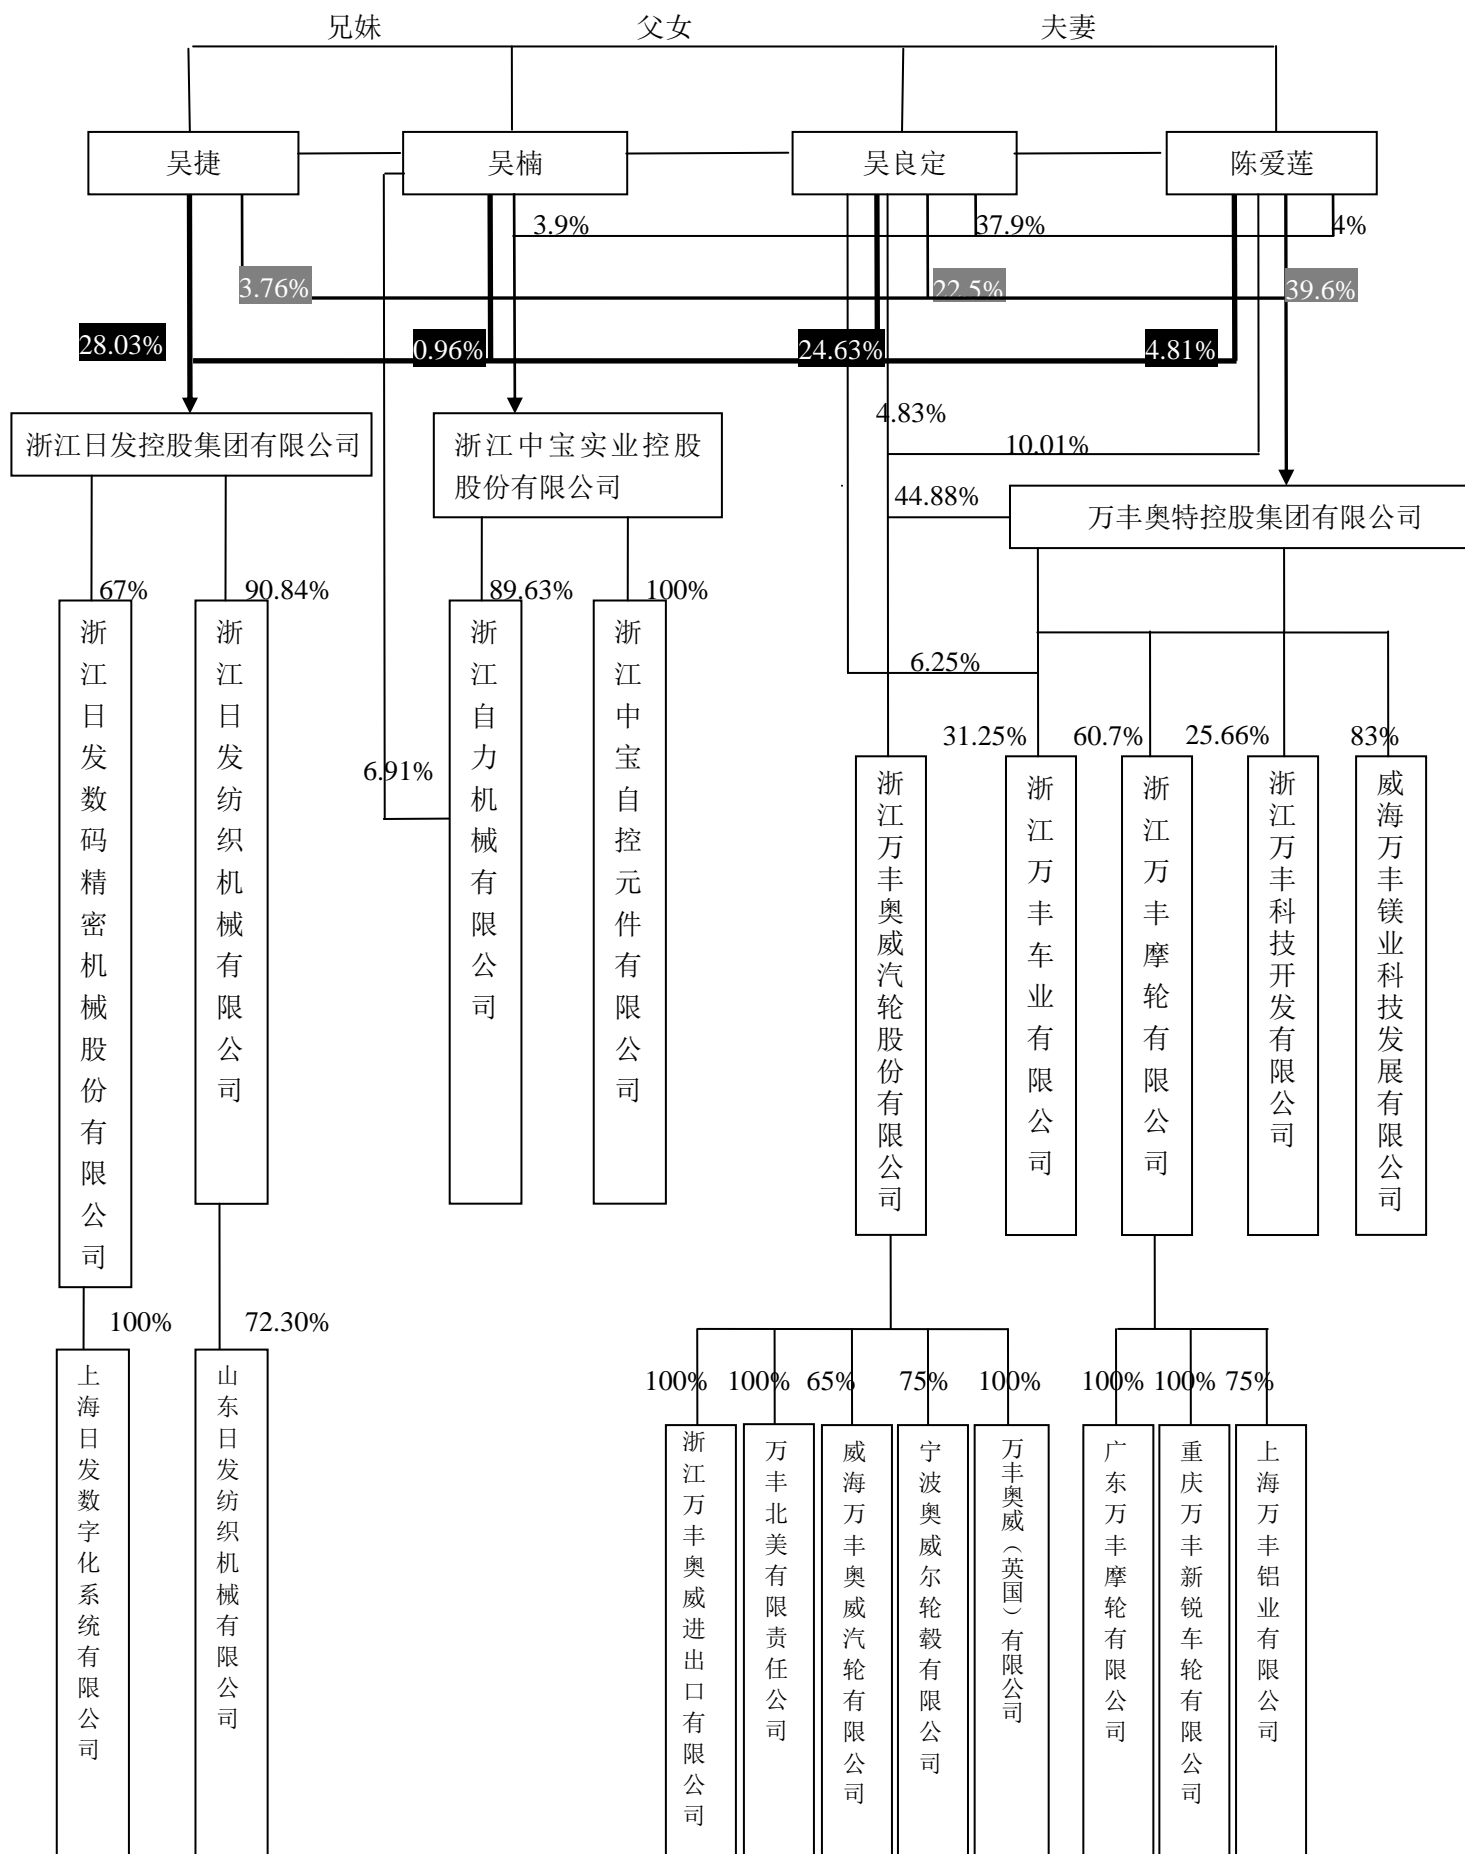 兄妹
父女
夫妻
吴捷
吴楠
吴良定
陈爱莲
3.9%
37.9%
4%
3.76%
22.5%
39.6%
28.03%
0.96%
24.63%
4.81%
4.83%
10.01%
浙江日发控股集团有限公司
浙江中宝实业控股
股份有限公司
44.88%
万丰奥特控股集团有限公司
67%
90.84%
89.63%
100%
6.25%
31.25%
60.7%
25.66%
83%
6.91%
浙江日发数码精密机械股份有限公司
浙江日发纺织机械有限公司
浙江自力机械有限公司
浙江中宝自控元件有限公司
浙江万丰奥威汽轮股份有限公司
浙江万丰车业有限公司
浙江万丰摩轮有限公司
浙江万丰科技开发有限公司
威海万丰镁业科技发展有限公司
100%
72.30%
100%
100%
65%
75%
100%
100%
100%
75%
上海日发数字化系统有限公司
山东日发纺织机械有限公司
浙江万丰奥威进出口有限公司
万丰北美有限责任公司
威海万丰奥威汽轮有限公司
宁波奥威尔轮毂有限公司
万丰奥威（英国）有限公司
广东万丰摩轮有限公司
重庆万丰新锐车轮有限公司
上海万丰铝业有限公司